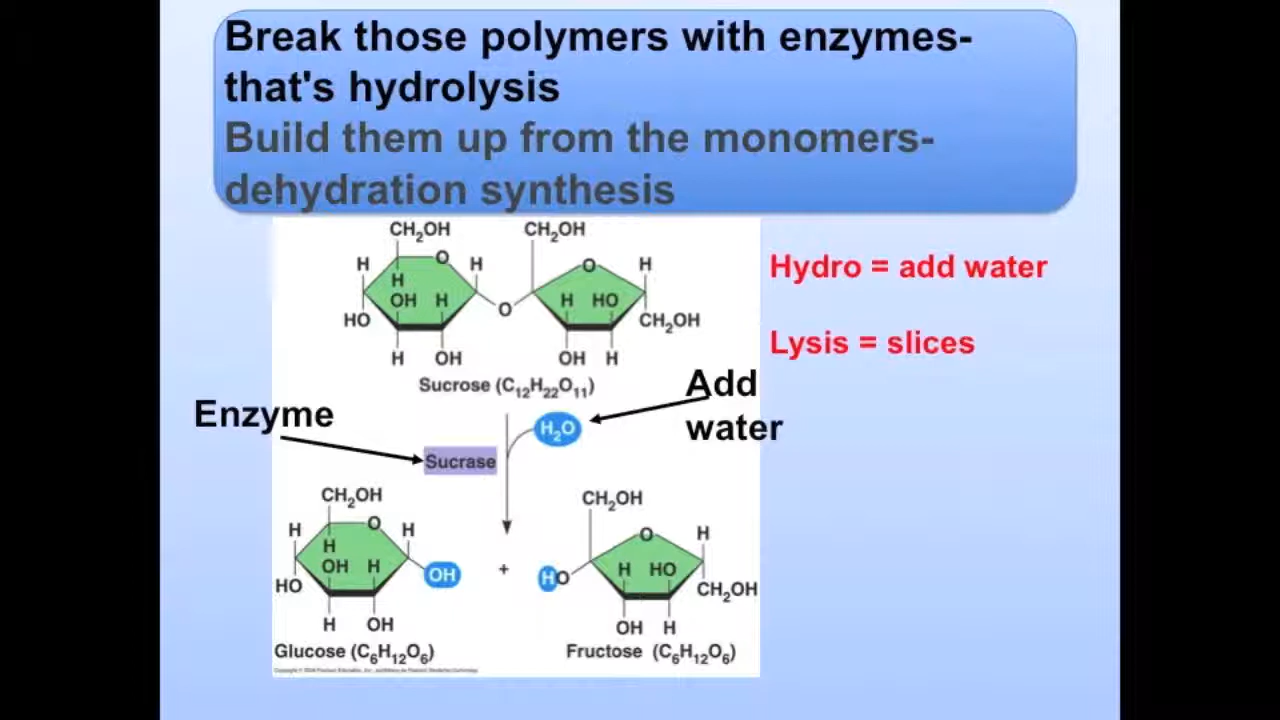 Break those polymers with enzymes-
that's hydrolysis
Build them up from the monomers-
dehydration synthesis
CH₂OH CH₂OH
H O H O H
H
OH H O H HO
HO CH₂OH
H OH OH H
Sucrose (C₁₂H₂₂O₁₁)
Hydro = add water
Lysis = slices
Add
water
Enzyme
H₂O
Sucrase
CH₂OH CH₂OH
H O H O H
H
OH H OH + HO H HO
HO CH₂OH
H OH OH H
Glucose (C₆H₁₂O₆) Fructose (C₆H₁₂O₆)